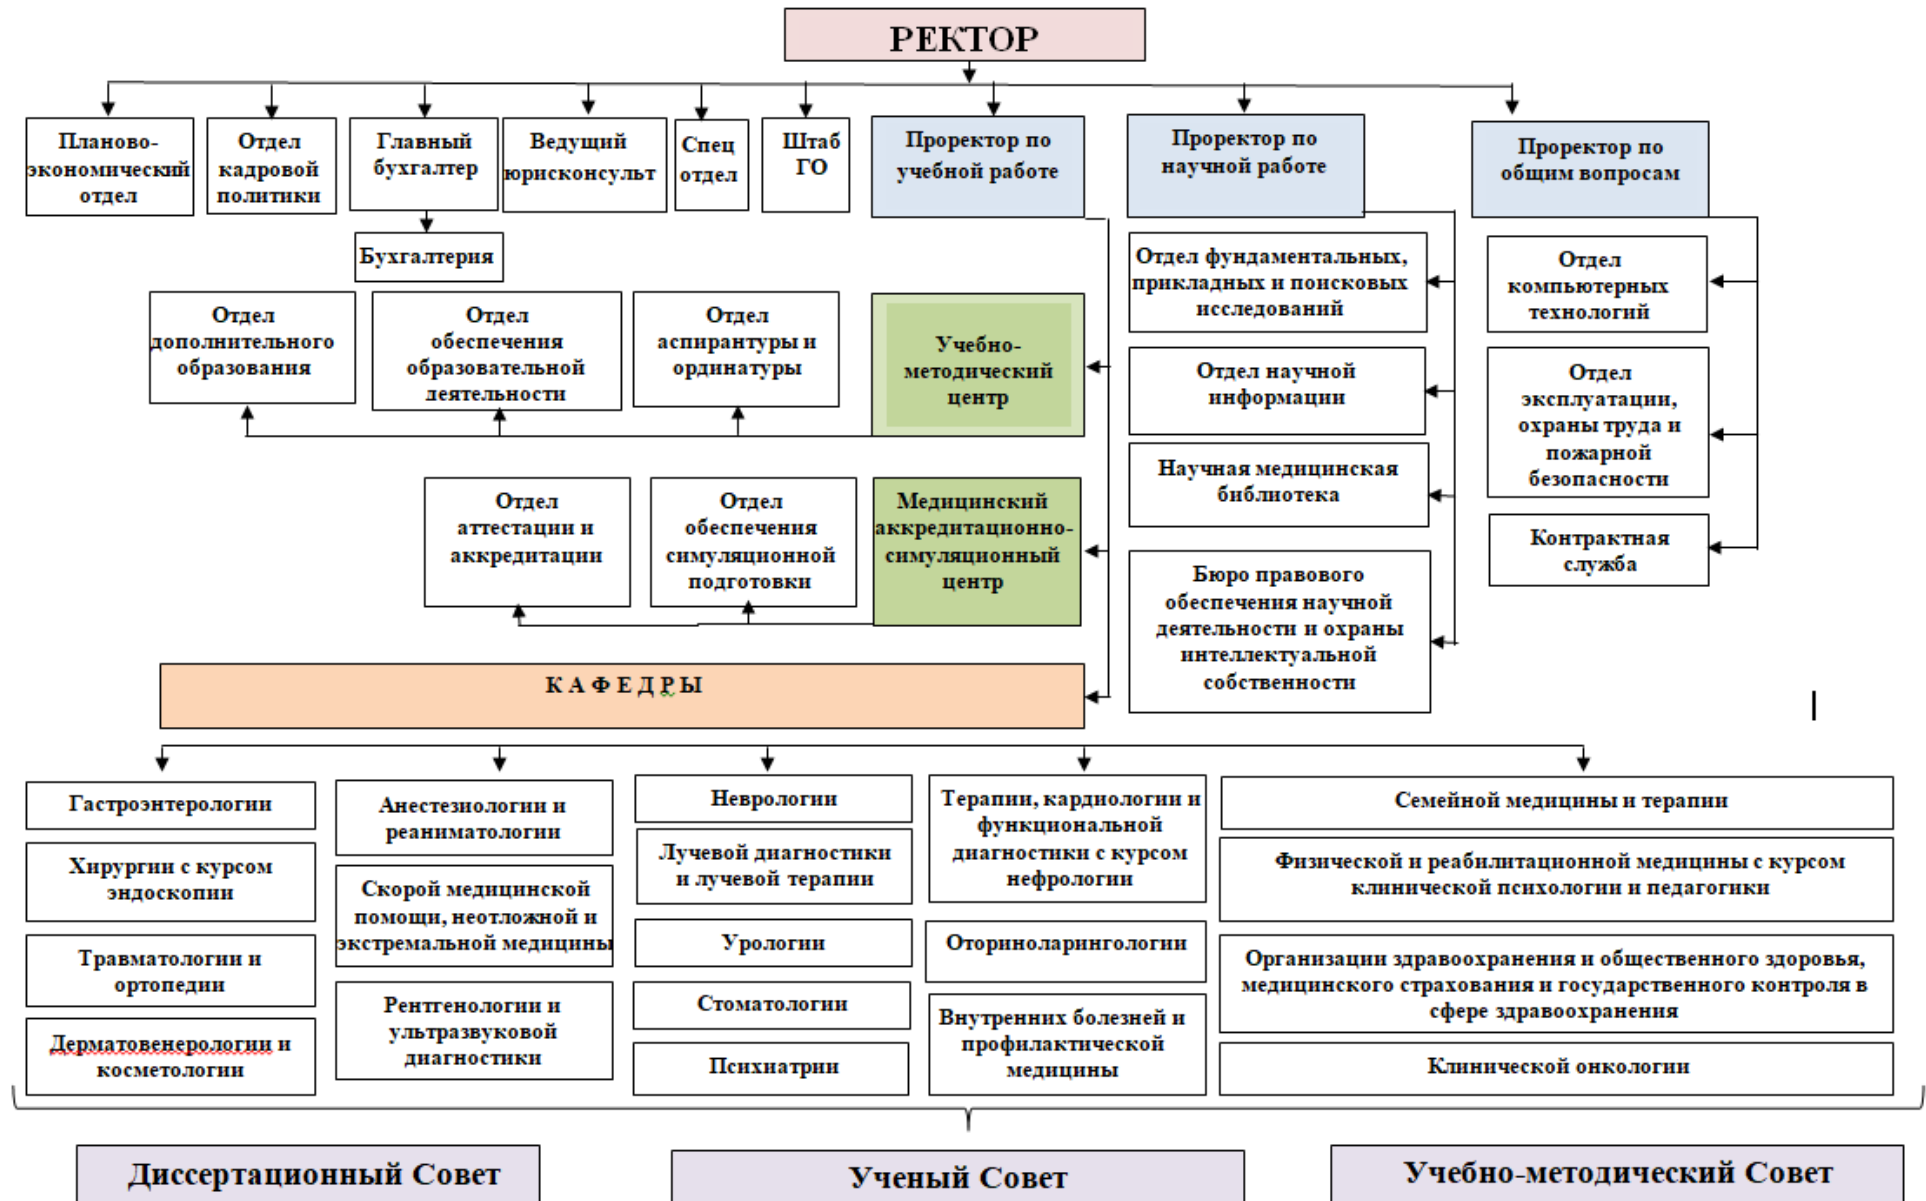 РЕКТОР
Планово-
экономический
отдел
Отдел
кадровой
политики
Главный
бухгалтер
Ведущий
юрисконсульт
Спец
отдел
Штаб
ГО
Проректор по
учебной работе
Проректор по
научной работе
Проректор по
общим вопросам
Бухгалтерия
Отдел
дополнительного
образования
Отдел
обеспечения
образовательной
деятельности
Отдел
аспирантуры и
ординатуры
Учебно-
методический
центр
Отдел фундаментальных,
прикладных и поисковых
исследований
Отдел научной
информации
Научная медицинская
библиотека
Бюро правового
обеспечения научной
деятельности и охраны
интеллектуальной
собственности
Отдел
компьютерных
технологий
Отдел
эксплуатации,
охраны труда и
пожарной
безопасности
Контрактная
служба
Отдел
аттестации и
аккредитации
Отдел
обеспечения
симуляционной
подготовки
Медицинский
аккредитационно-
симуляционный
центр
К А Ф Е Д Р Ы
Гастроэнтерологии
Хирургии с курсом
эндоскопии
Травматологии и
ортопедии
Дерматовенерологии и
косметологии
Анестезиологии и
реаниматологии
Скорой медицинской
помощи, неотложной и
экстремальной медицины
Рентгенологии и
ультразвуковой
диагностики
Неврологии
Лучевой диагностики
и лучевой терапии
Урологии
Стоматологии
Психиатрии
Терапии, кардиологии и
функциональной
диагностики с курсом
нефрологии
Оториноларингологии
Внутренних болезней и
профилактической
медицины
Семейной медицины и терапии
Физической и реабилитационной медицины с курсом
клинической психологии и педагогики
Организации здравоохранения и общественного здоровья,
медицинского страхования и государственного контроля в
сфере здравоохранения
Клинической онкологии
Диссертационный Совет
Ученый Совет
Учебно-методический Совет